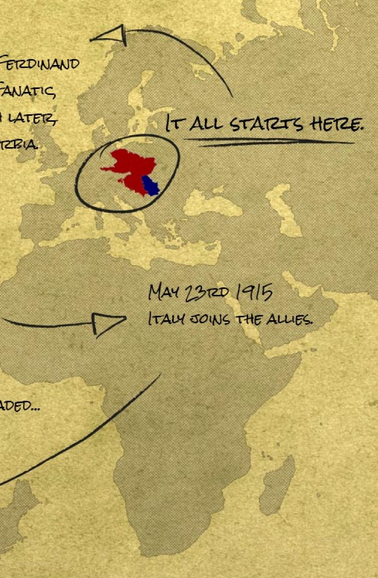 Ferdinand
fanatic,
later,
rbia.
It all starts here.
May 23rd 1915
Italy joins the allies.
aded...